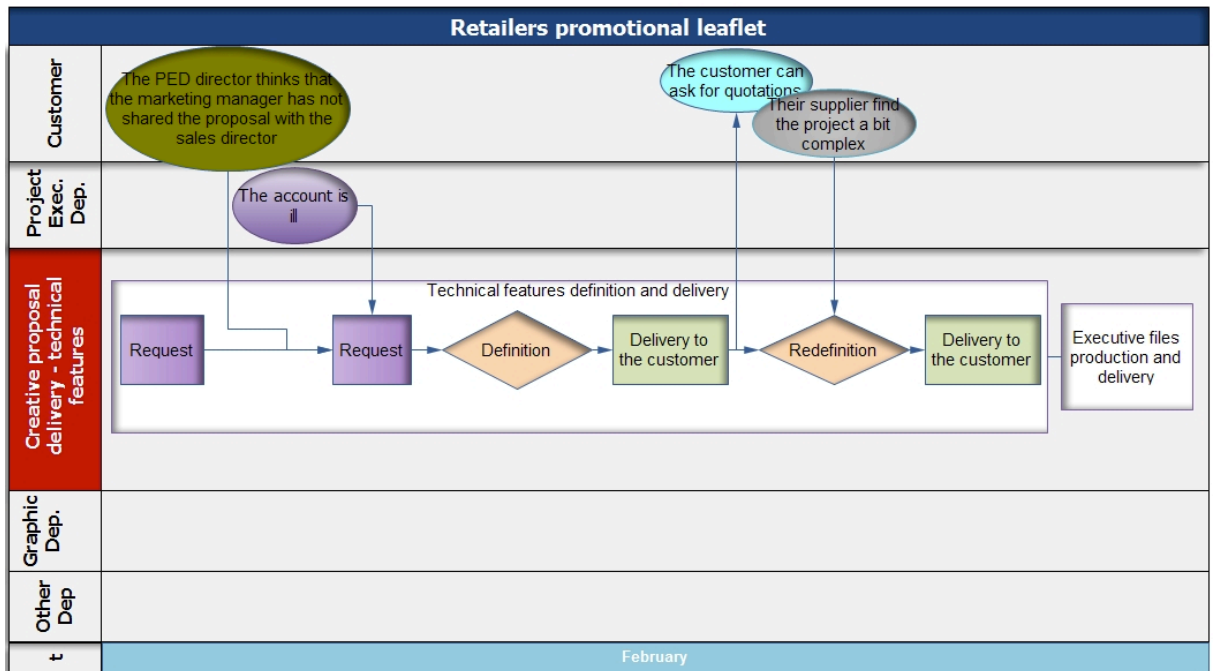 Retailers promotional leaflet
Customer
The PED director thinks that
the marketing manager has not
shared the proposal with the
sales director
The customer can
ask for quotations
Their supplier find
the project a bit
complex
Project
Exec.
Dep.
The account is
ill
Creative proposal
delivery - technical
features
Technical features definition and delivery
Request
Request
Definition
Delivery to
the customer
Redefinition
Delivery to
the customer
Executive files
production and
delivery
Graphic
Dep.
Other
Dep
t
February